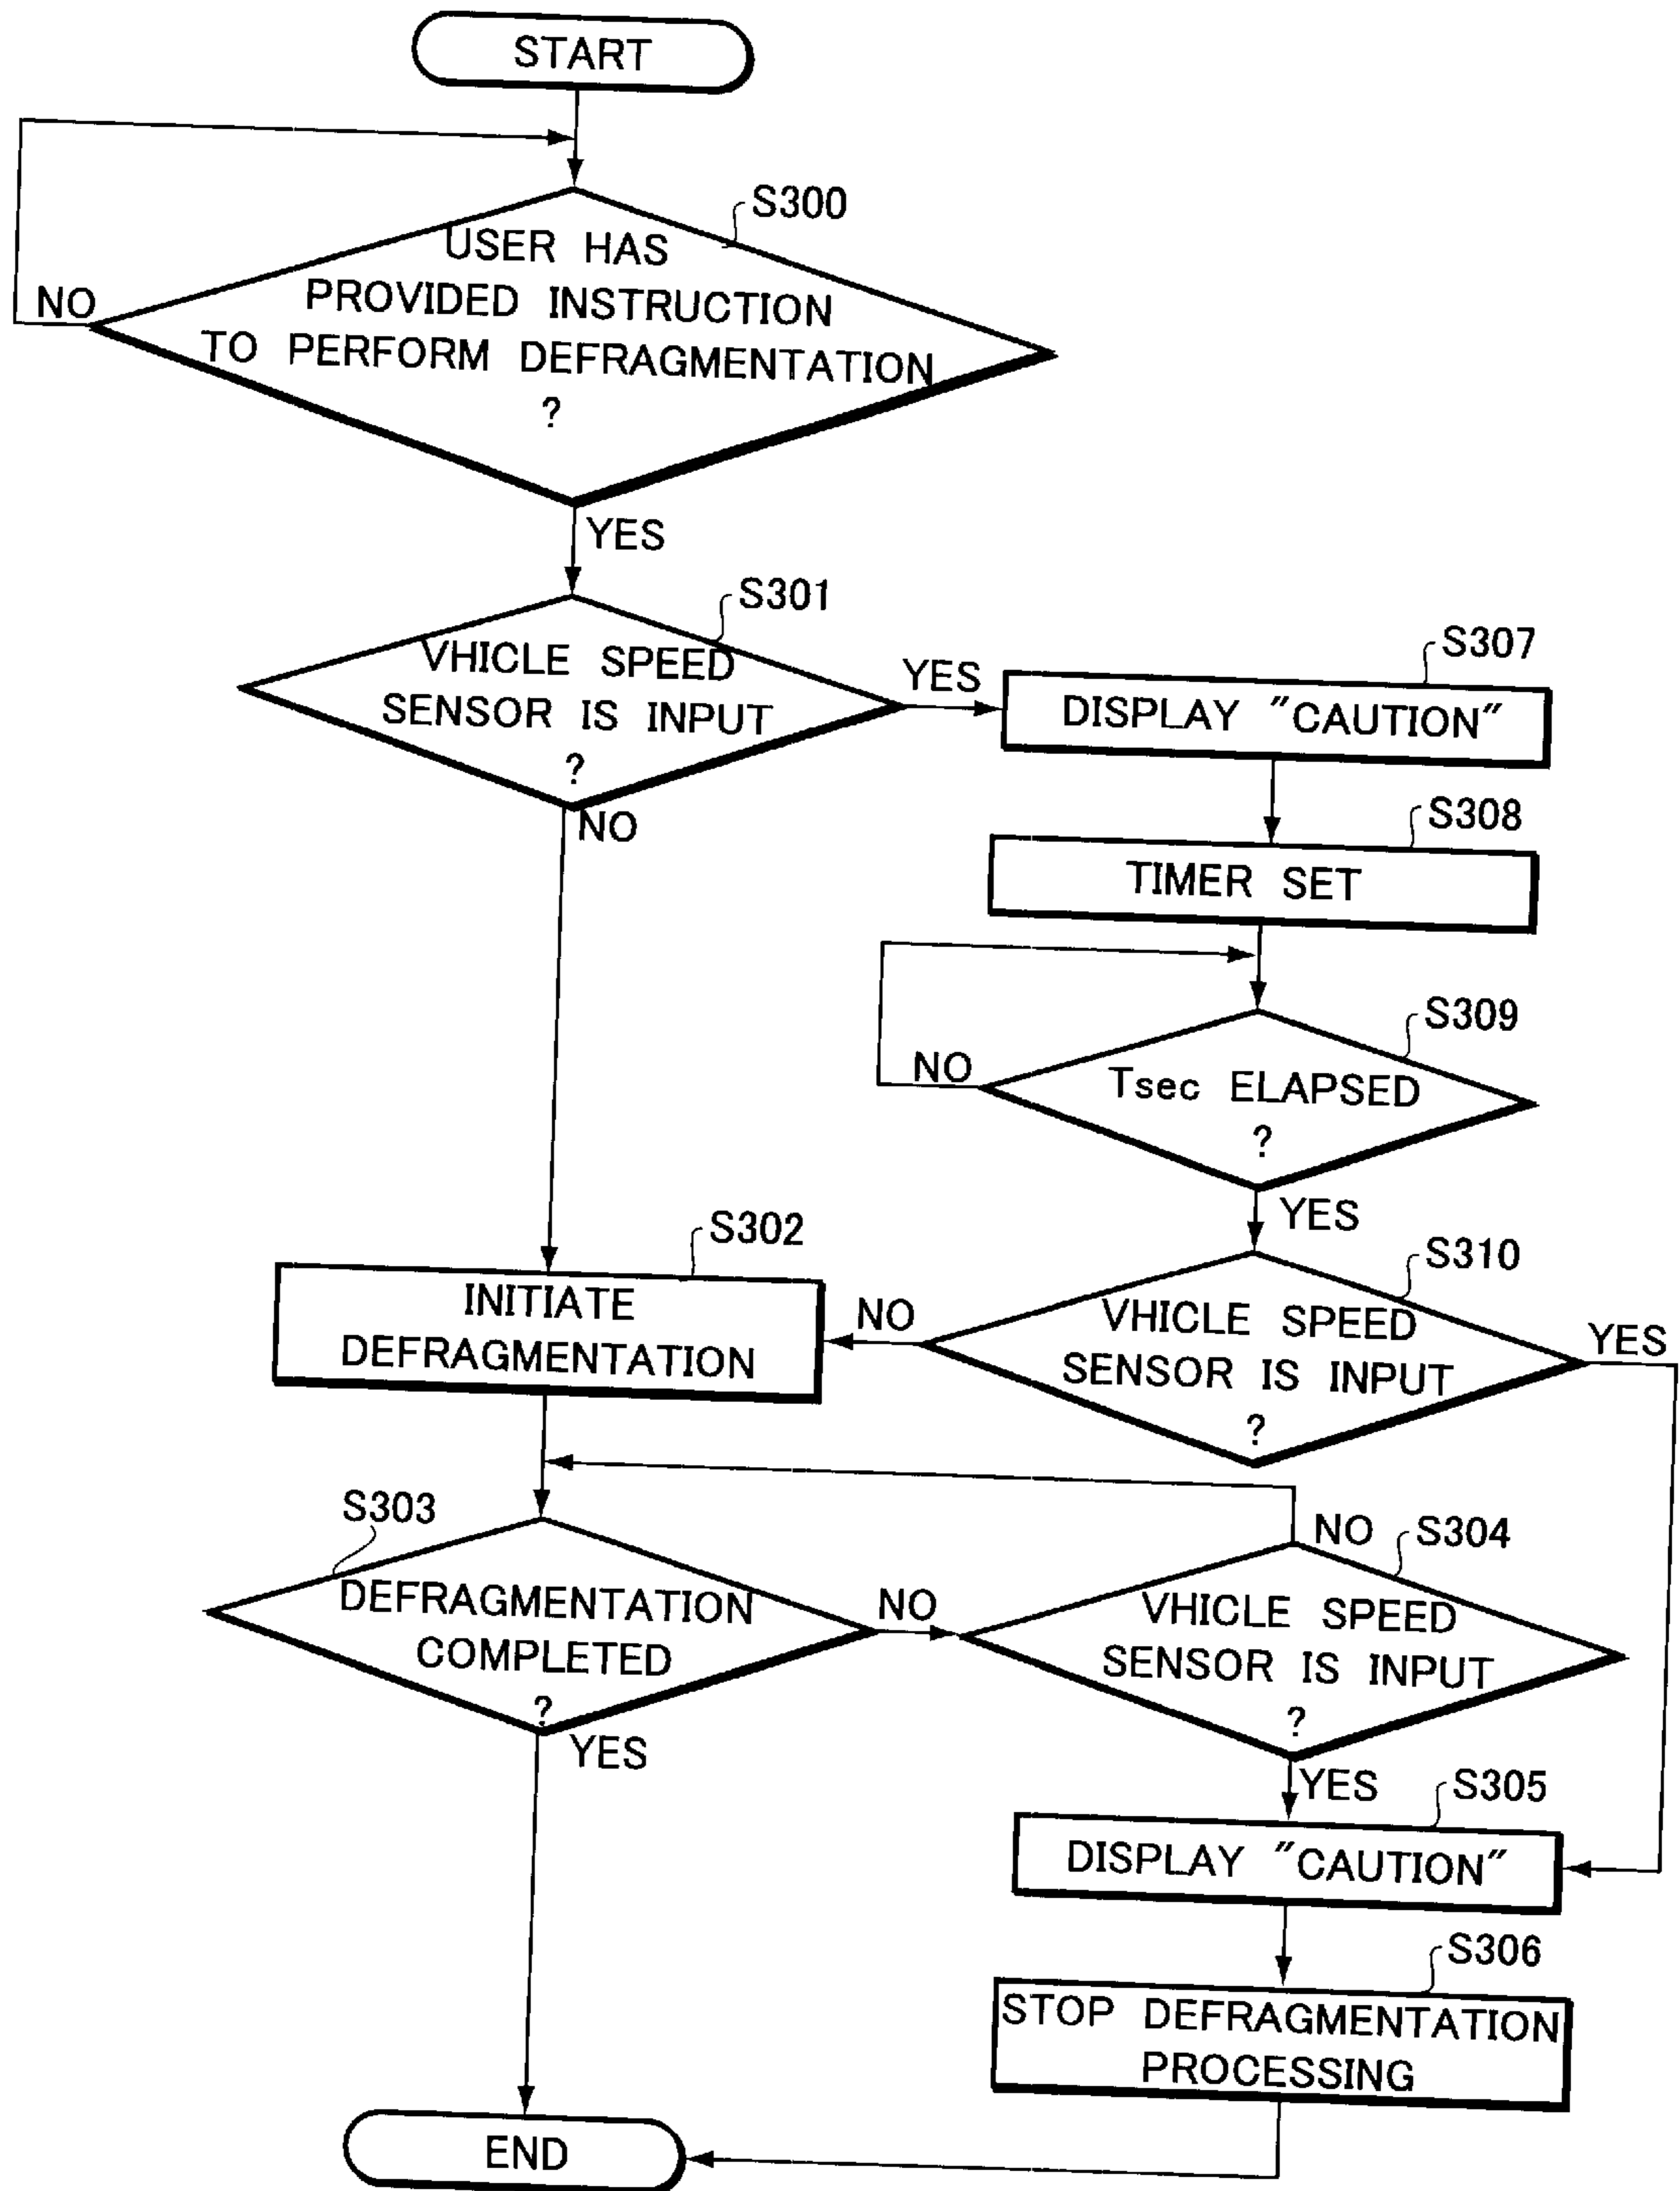 START
S300
USER HAS
PROVIDED INSTRUCTION
TO PERFORM DEFRAGMENTATION
?
NO
YES
S301
VHICLE SPEED
SENSOR IS INPUT
?
YES
NO
S307
DISPLAY "CAUTION"
S308
TIMER SET
S309
Tsec ELAPSED
?
NO
YES
S302
INITIATE
DEFRAGMENTATION
S310
VHICLE SPEED
SENSOR IS INPUT
?
NO
YES
S303
DEFRAGMENTATION
COMPLETED
?
NO
YES
S304
VHICLE SPEED
SENSOR IS INPUT
?
NO
YES
S305
DISPLAY "CAUTION"
S306
STOP DEFRAGMENTATION
PROCESSING
END